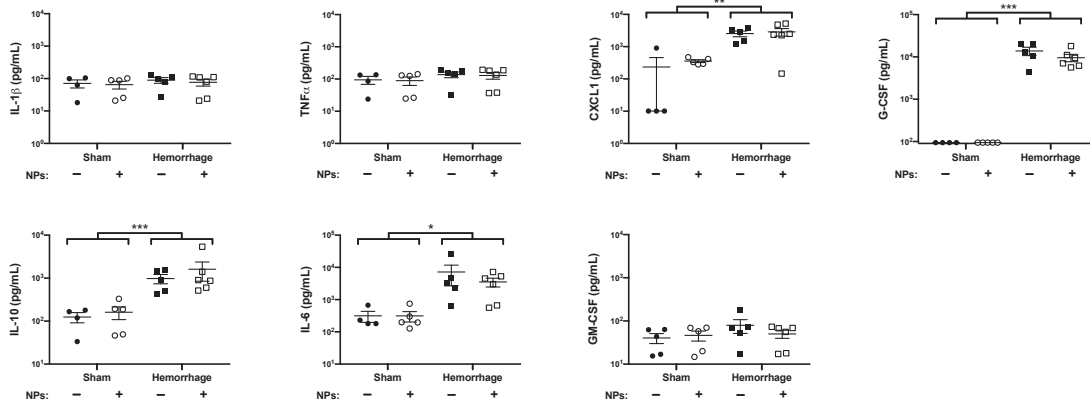 IL-1β (pg/mL)
10⁴
10³
10²
10¹
10⁰
Sham Hemorrhage
NPs: – + – +
TNFα (pg/mL)
10⁴
10³
10²
10¹
10⁰
Sham Hemorrhage
NPs: – + – +
**
CXCL1 (pg/mL)
10⁴
10³
10²
10¹
10⁰
Sham Hemorrhage
NPs: – + – +
***
G-CSF (pg/mL)
10⁵
10⁴
10³
10²
Sham Hemorrhage
NPs: – + – +
***
IL-10 (pg/mL)
10⁴
10³
10²
10¹
Sham Hemorrhage
NPs: – + – +
*
IL-6 (pg/mL)
10⁵
10⁴
10³
10²
10¹
Sham Hemorrhage
NPs: – + – +
GM-CSF (pg/mL)
10⁴
10³
10²
10¹
Sham Hemorrhage
NPs: – + – +